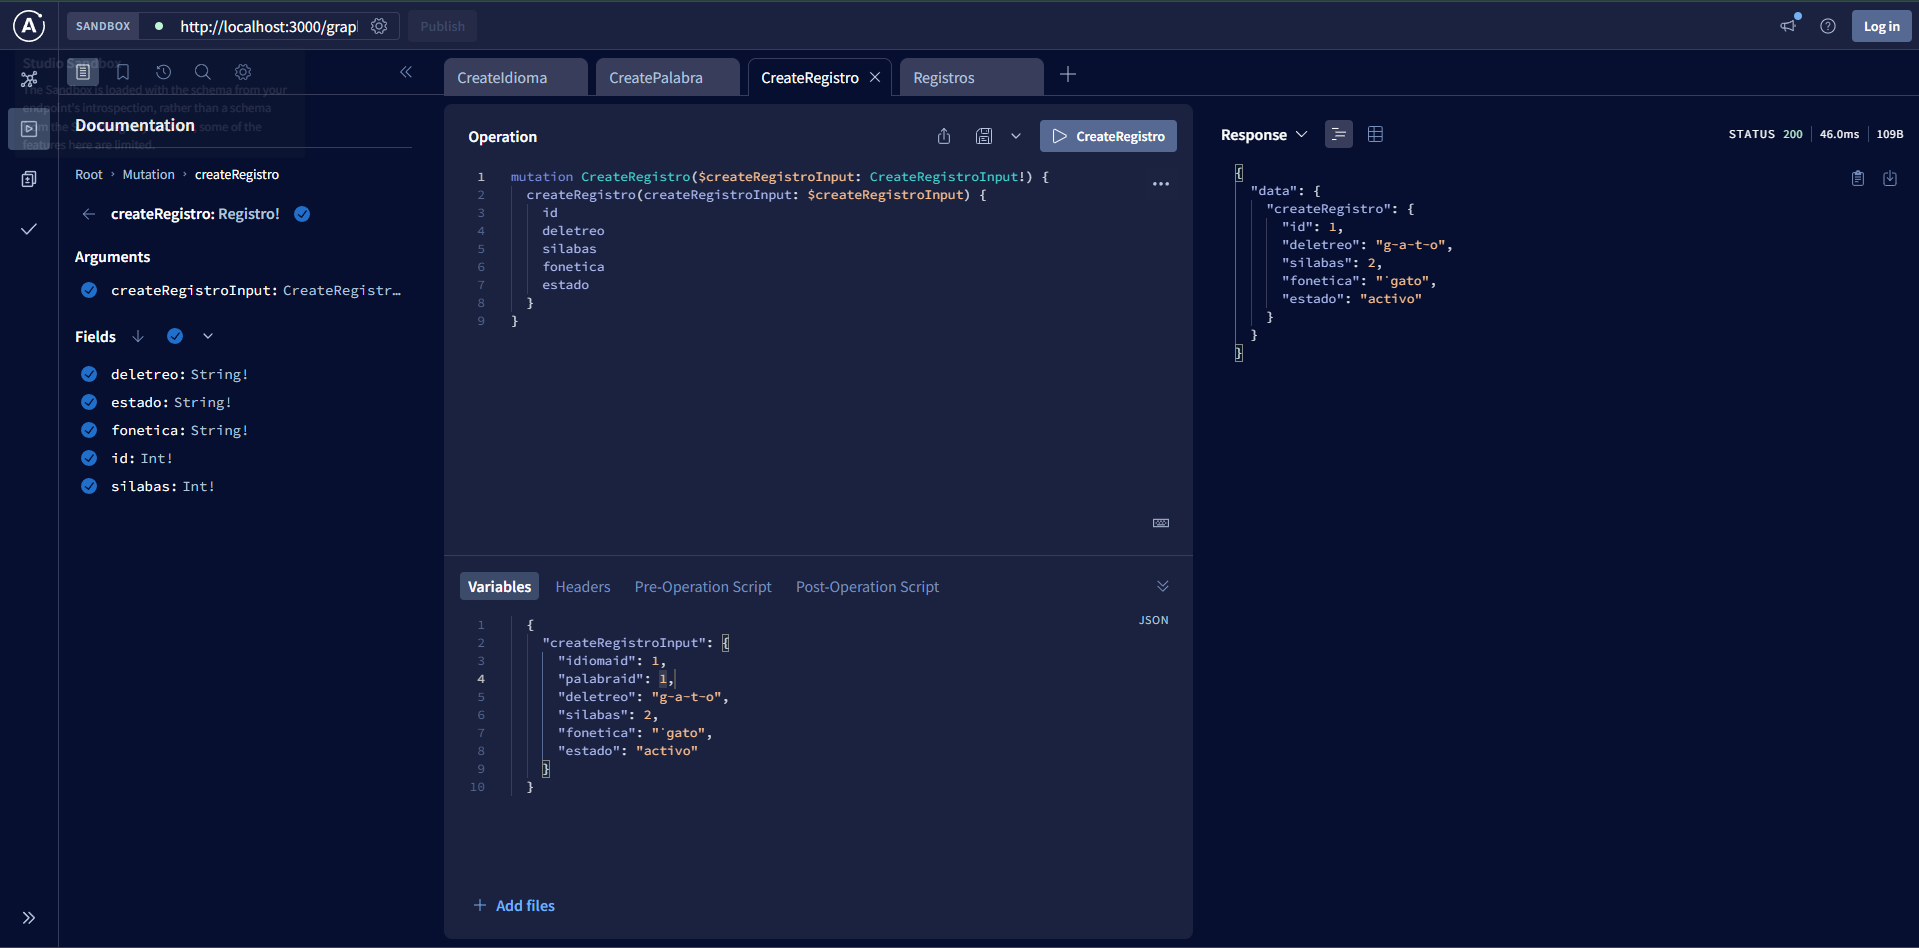 SANDBOX
http://localhost:3000/grap
Publish
Log in
Studio Sandbox
The Sandbox is loaded with the schema from your
endpoint's introspection, rather than a schema
some of the
features here are limited.
Documentation
Root › Mutation › createRegistro
createRegistro: Registro!
Arguments
createRegistroInput: CreateRegistr…
Fields
deletreo: String!
estado: String!
fonetica: String!
id: Int!
silabas: Int!
CreateIdioma
CreatePalabra
CreateRegistro
Registros
Operation
CreateRegistro
1 mutation CreateRegistro($createRegistroInput: CreateRegistroInput!) {
2 createRegistro(createRegistroInput: $createRegistroInput) {
3 id
4 deletreo
5 silabas
6 fonetica
7 estado
8 }
9 }
Variables
Headers
Pre-Operation Script
Post-Operation Script
JSON
1 {
2 "createRegistroInput": {
3 "idiomaid": 1,
4 "palabraid": 1,
5 "deletreo": "g-a-t-o",
6 "silabas": 2,
7 "fonetica": "˙gato",
8 "estado": "activo"
9 }
10 }
Add files
Response
STATUS 200
46.0ms
109B
{
"data": {
"createRegistro": {
"id": 1,
"deletreo": "g-a-t-o",
"silabas": 2,
"fonetica": "˙gato",
"estado": "activo"
}
}
}